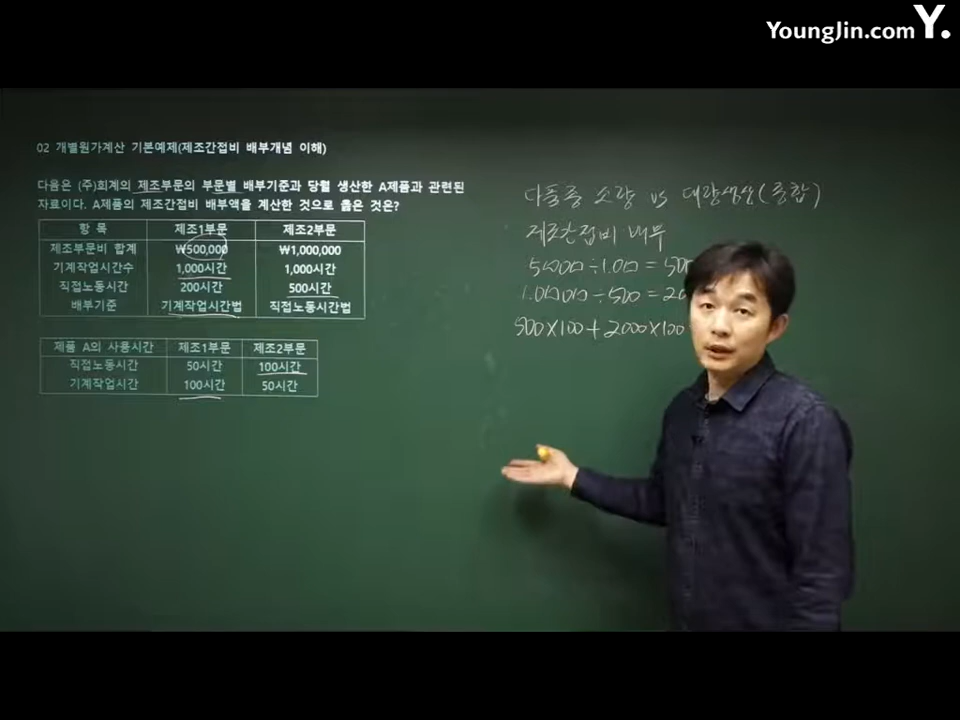 YoungJin.com Y.
02 개별원가계산 기본예제(제조간접비 배부개념 이해)
다음은 (주)회계의 제조부문의 부문별 배부기준과 당월 생산한 A제품과 관련된
자료이다. A제품의 제조간접비 배부액을 계산한 것으로 옳은 것은?
항 목 제조1부문 제조2부문
제조부문비 합계 ₩500,000 ₩1,000,000
기계작업시간수 1,000시간 1,000시간
직접노동시간 200시간 500시간
배부기준 기계작업시간법 직접노동시간법
제품 A의 사용시간 제조1부문 제조2부문
직접노동시간 50시간 100시간
기계작업시간 100시간 50시간
다품종 소량 vs 대량생산(종합)
제조간접비 배부
500×100+2000×100